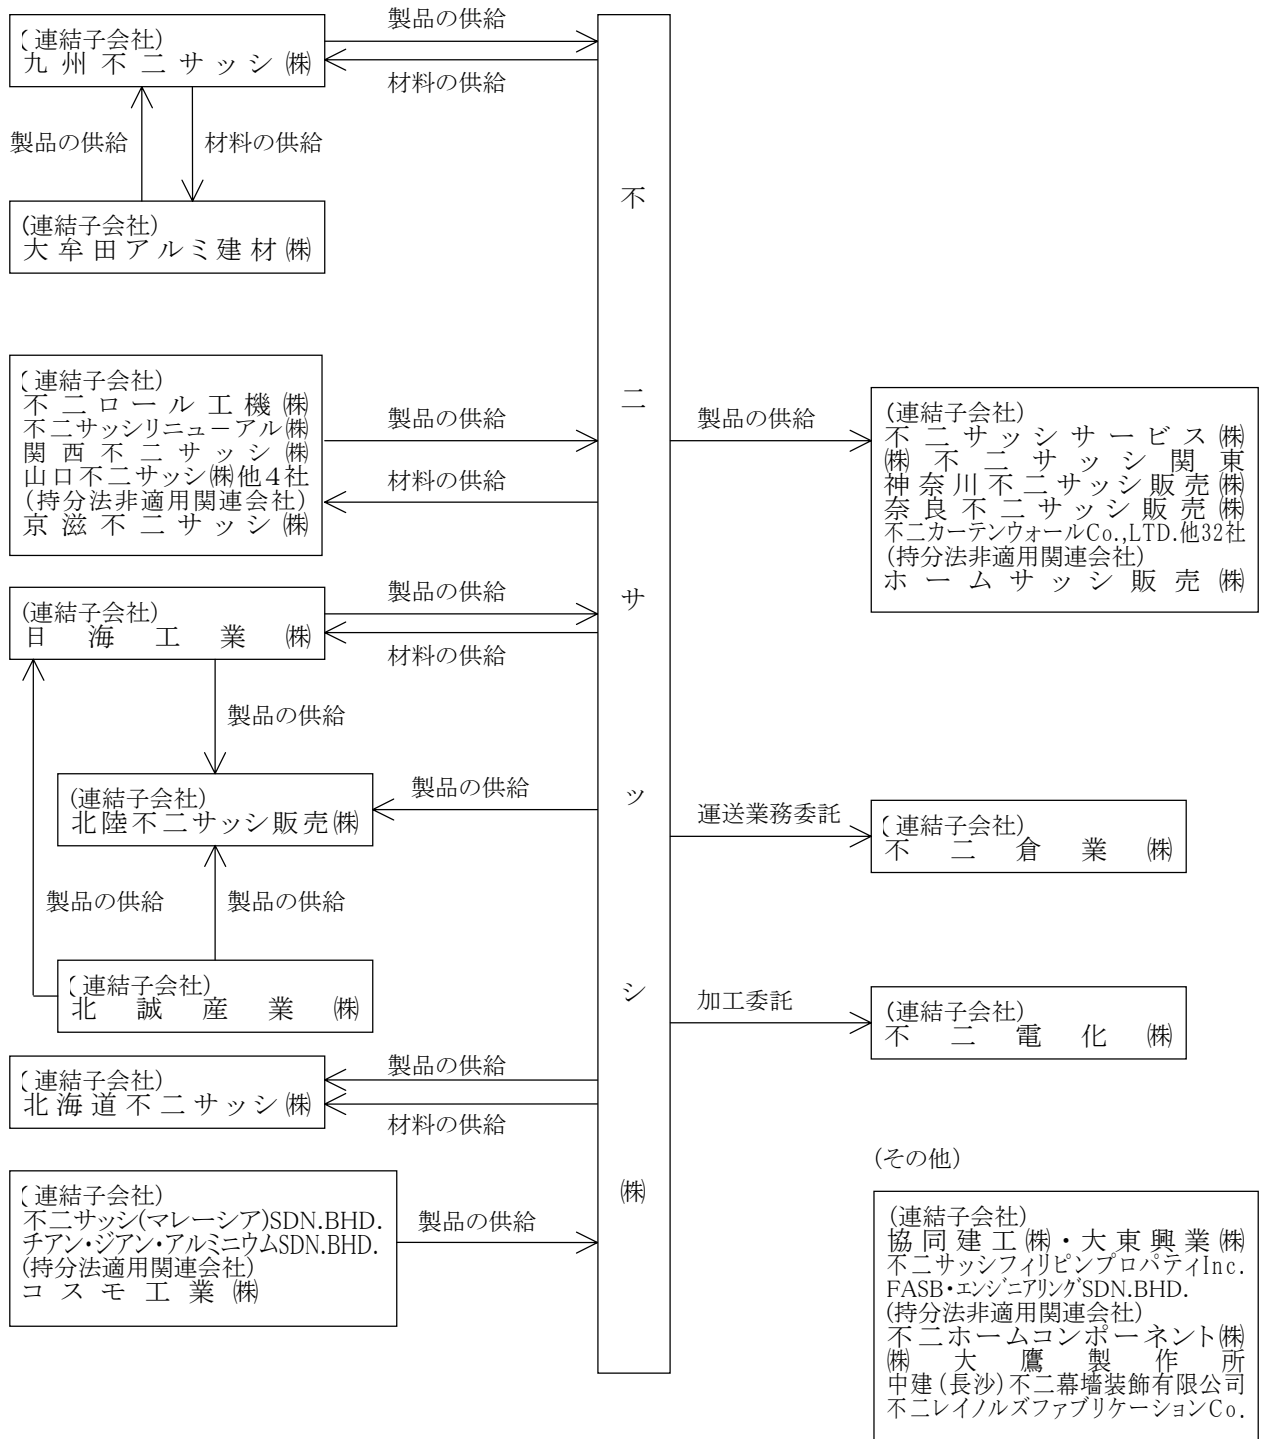 (連結子会社)
九州不二サッシ㈱
製品の供給
材料の供給
製品の供給
材料の供給
(連結子会社)
大牟田アルミ建材㈱
(連結子会社)
不二ロール工機㈱
不二サッシリニューアル㈱
関西不二サッシ㈱
山口不二サッシ㈱他4社
(持分法非適用関連会社)
京滋不二サッシ㈱
製品の供給
材料の供給
(連結子会社)
日海工業㈱
製品の供給
材料の供給
製品の供給
(連結子会社)
北陸不二サッシ販売㈱
製品の供給
製品の供給
製品の供給
(連結子会社)
北誠産業㈱
(連結子会社)
北海道不二サッシ㈱
製品の供給
材料の供給
(連結子会社)
不二サッシ(マレーシア)SDN.BHD.
チアン・ジアン・アルミニウムSDN.BHD.
(持分法適用関連会社)
コスモ工業㈱
製品の供給
不二サッシ㈱
製品の供給
(連結子会社)
不二サッシサービス㈱
㈱不二サッシ関東
神奈川不二サッシ販売㈱
奈良不二サッシ販売㈱
不二カーテンウォールCo.,LTD.他32社
(持分法非適用関連会社)
ホームサッシ販売㈱
運送業務委託
(連結子会社)
不二倉業㈱
加工委託
(連結子会社)
不二電化㈱
(その他)
(連結子会社)
協同建工㈱・大東興業㈱
不二サッシフィリピンプロパティInc.
FASB・エンジニアリングSDN.BHD.
(持分法非適用関連会社)
不二ホームコンポーネント㈱
㈱大鷹製作所
中建(長沙)不二幕墻装飾有限公司
不二レイノルズファブリケーションCo.